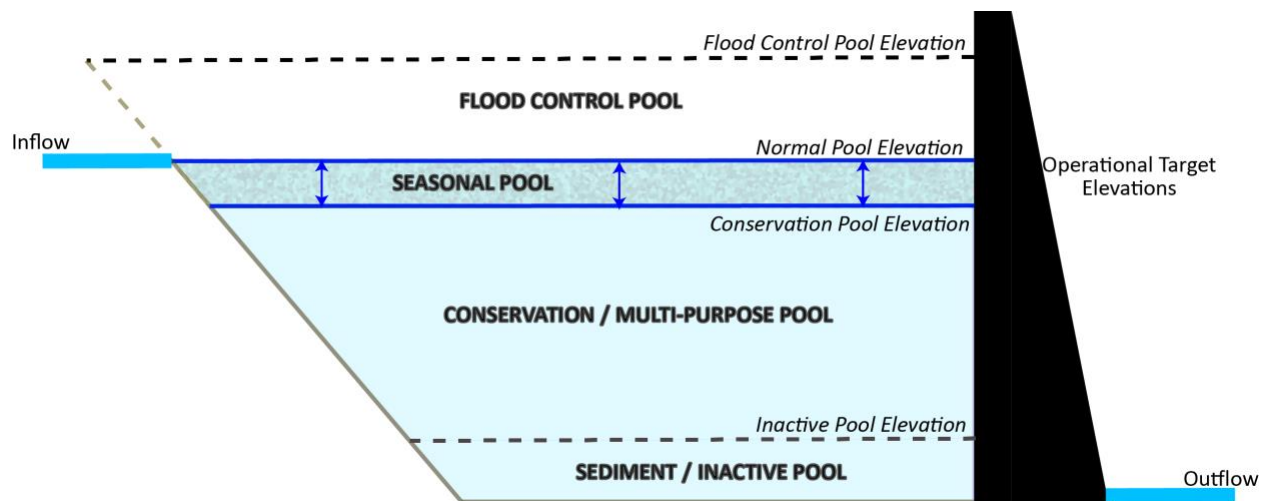 Flood Control Pool Elevation
FLOOD CONTROL POOL
Inflow
Normal Pool Elevation
Operational Target
Elevations
SEASONAL POOL
Conservation Pool Elevation
CONSERVATION / MULTI-PURPOSE POOL
Inactive Pool Elevation
SEDIMENT / INACTIVE POOL
Outflow